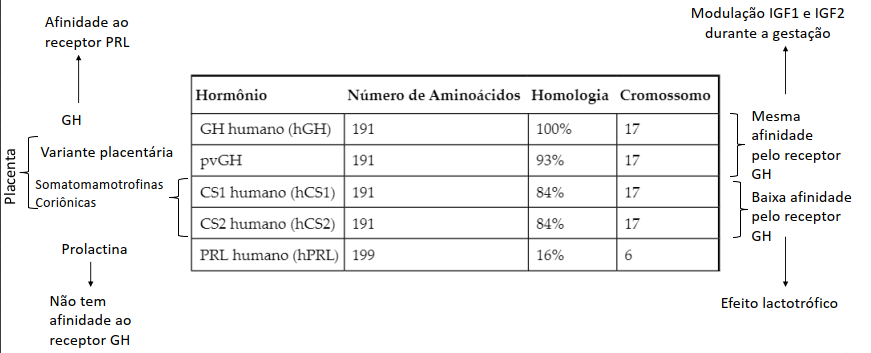 Afinidade ao
receptor PRL
Modulação IGF1 e IGF2
durante a gestação
Hormônio Número de Aminoácidos Homologia Cromossomo
GH
GH humano (hGH) 191 100% 17
Mesma
afinidade
pelo receptor
GH
Placenta
Variante placentária
pvGH 191 93% 17
Somatomamotrofinas
Coriônicas
CS1 humano (hCS1) 191 84% 17
CS2 humano (hCS2) 191 84% 17
Baixa afinidade
pelo receptor
GH
Prolactina
PRL humano (hPRL) 199 16% 6
Não tem
afinidade ao
receptor GH
Efeito lactotrófico